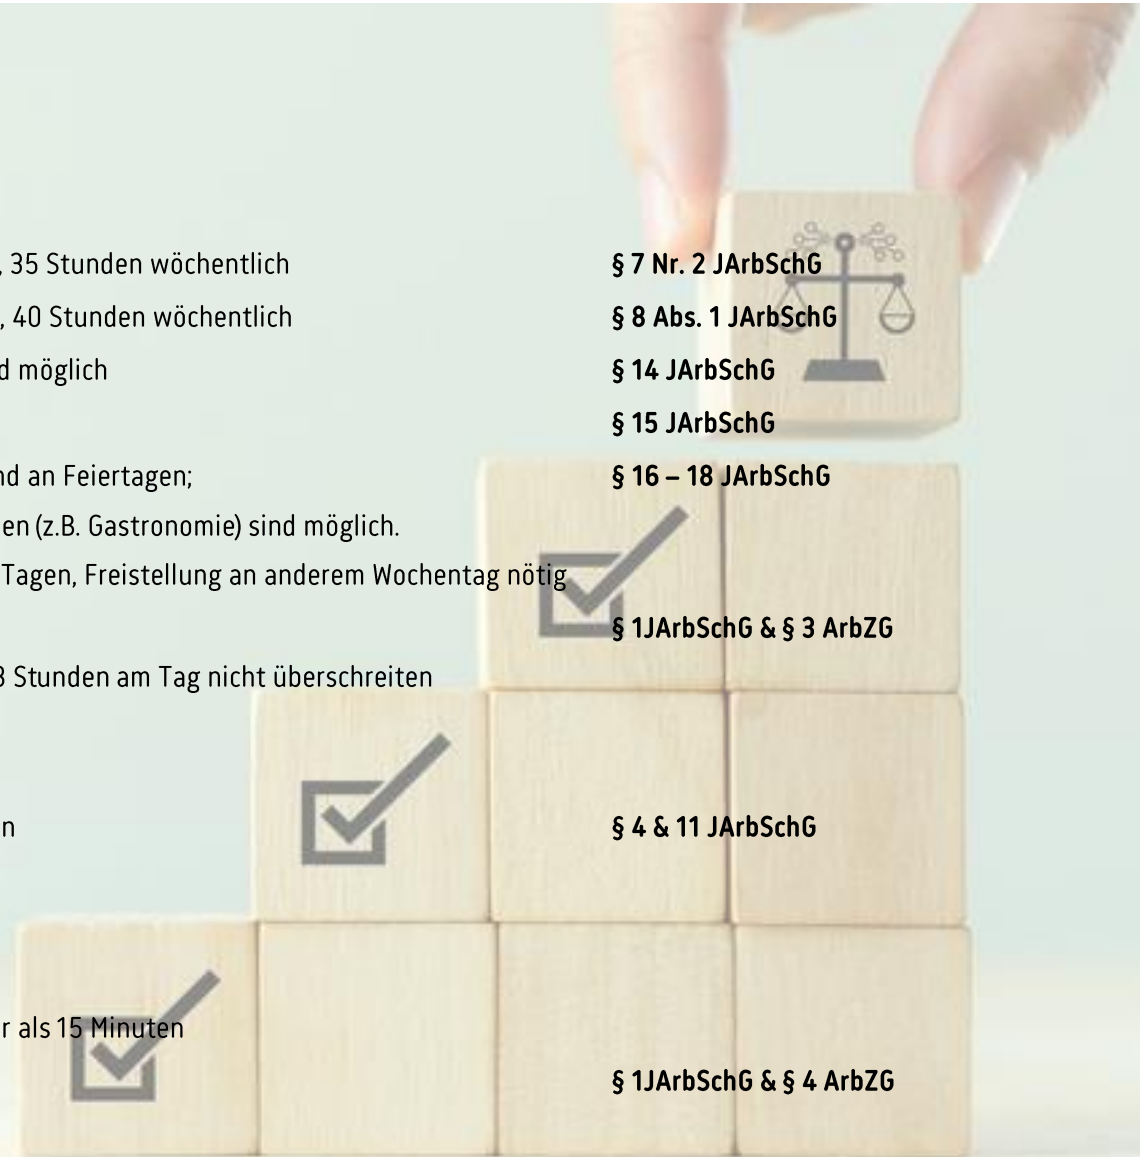 , 35 Stunden wöchentlich § 7 Nr. 2 JArbSchG
, 40 Stunden wöchentlich § 8 Abs. 1 JArbSchG
d möglich § 14 JArbSchG
§ 15 JArbSchG
nd an Feiertagen; § 16 – 18 JArbSchG
en (z.B. Gastronomie) sind möglich.
Tagen, Freistellung an anderem Wochentag nötig
§ 1JArbSchG & § 3 ArbZG
8 Stunden am Tag nicht überschreiten
n § 4 & 11 JArbSchG
r als 15 Minuten
§ 1JArbSchG & § 4 ArbZG